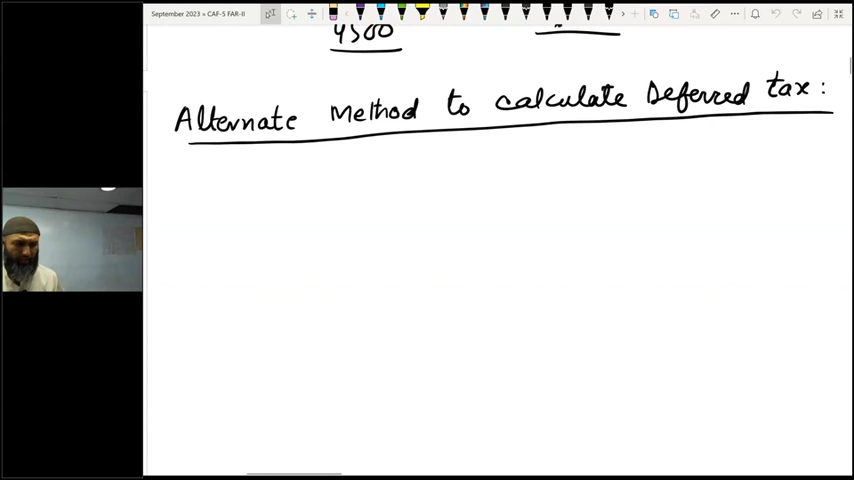 September 2023 » CAF-5 FAR-II
4500
Alternate Method to calculate Deferred tax: